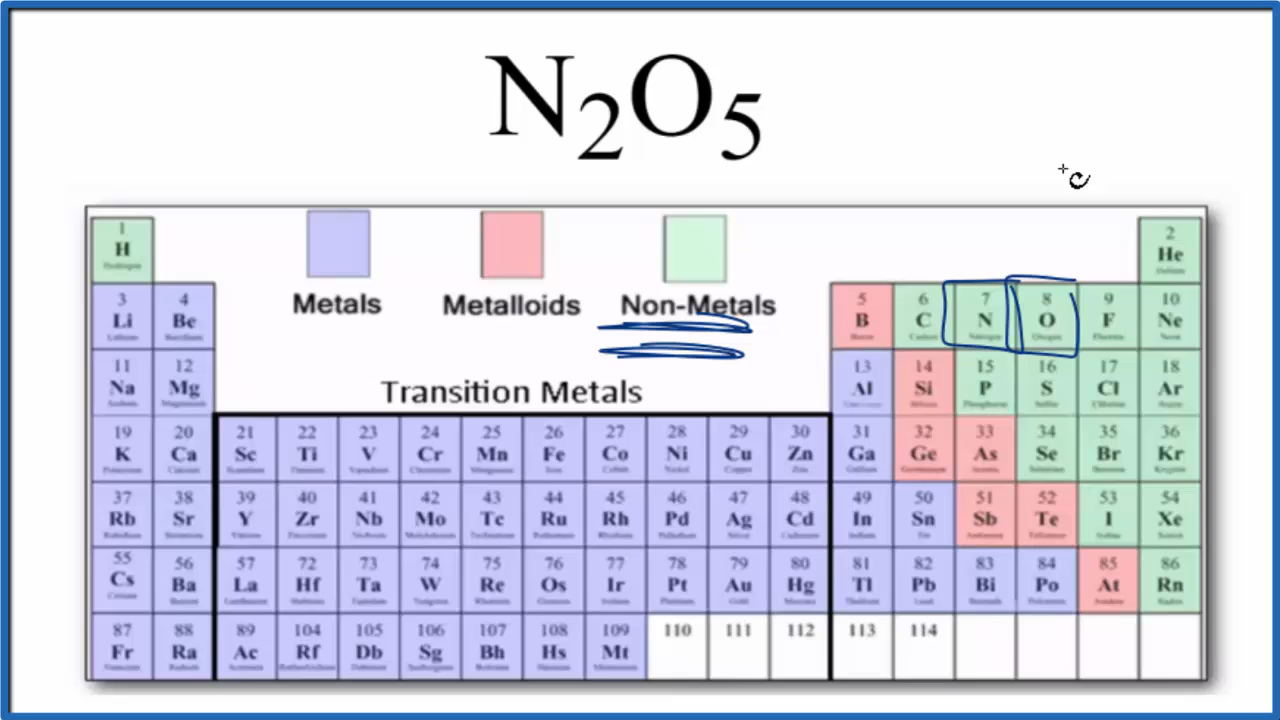 N2O5
1 2
H He
Hydrogen Helium
Metals Metalloids Non-Metals
3 4 5 6 7 8 9 10
Li Be B C N O F Ne
Transition Metals
11 12 13 14 15 16 17 18
Na Mg Al Si P S Cl Ar
19 20 21 22 23 24 25 26 27 28 29 30 31 32 33 34 35 36
K Ca Sc Ti V Cr Mn Fe Co Ni Cu Zn Ga Ge As Se Br Kr
37 38 39 40 41 42 43 44 45 46 47 48 49 50 51 52 53 54
Rb Sr Y Zr Nb Mo Tc Ru Rh Pd Ag Cd In Sn Sb Te I Xe
55 56 57 72 73 74 75 76 77 78 79 80 81 82 83 84 85 86
Cs Ba La Hf Ta W Re Os Ir Pt Au Hg Tl Pb Bi Po At Rn
87 88 89 104 105 106 107 108 109 110 111 112 113 114
Fr Ra Ac Rf Db Sg Bh Hs Mt